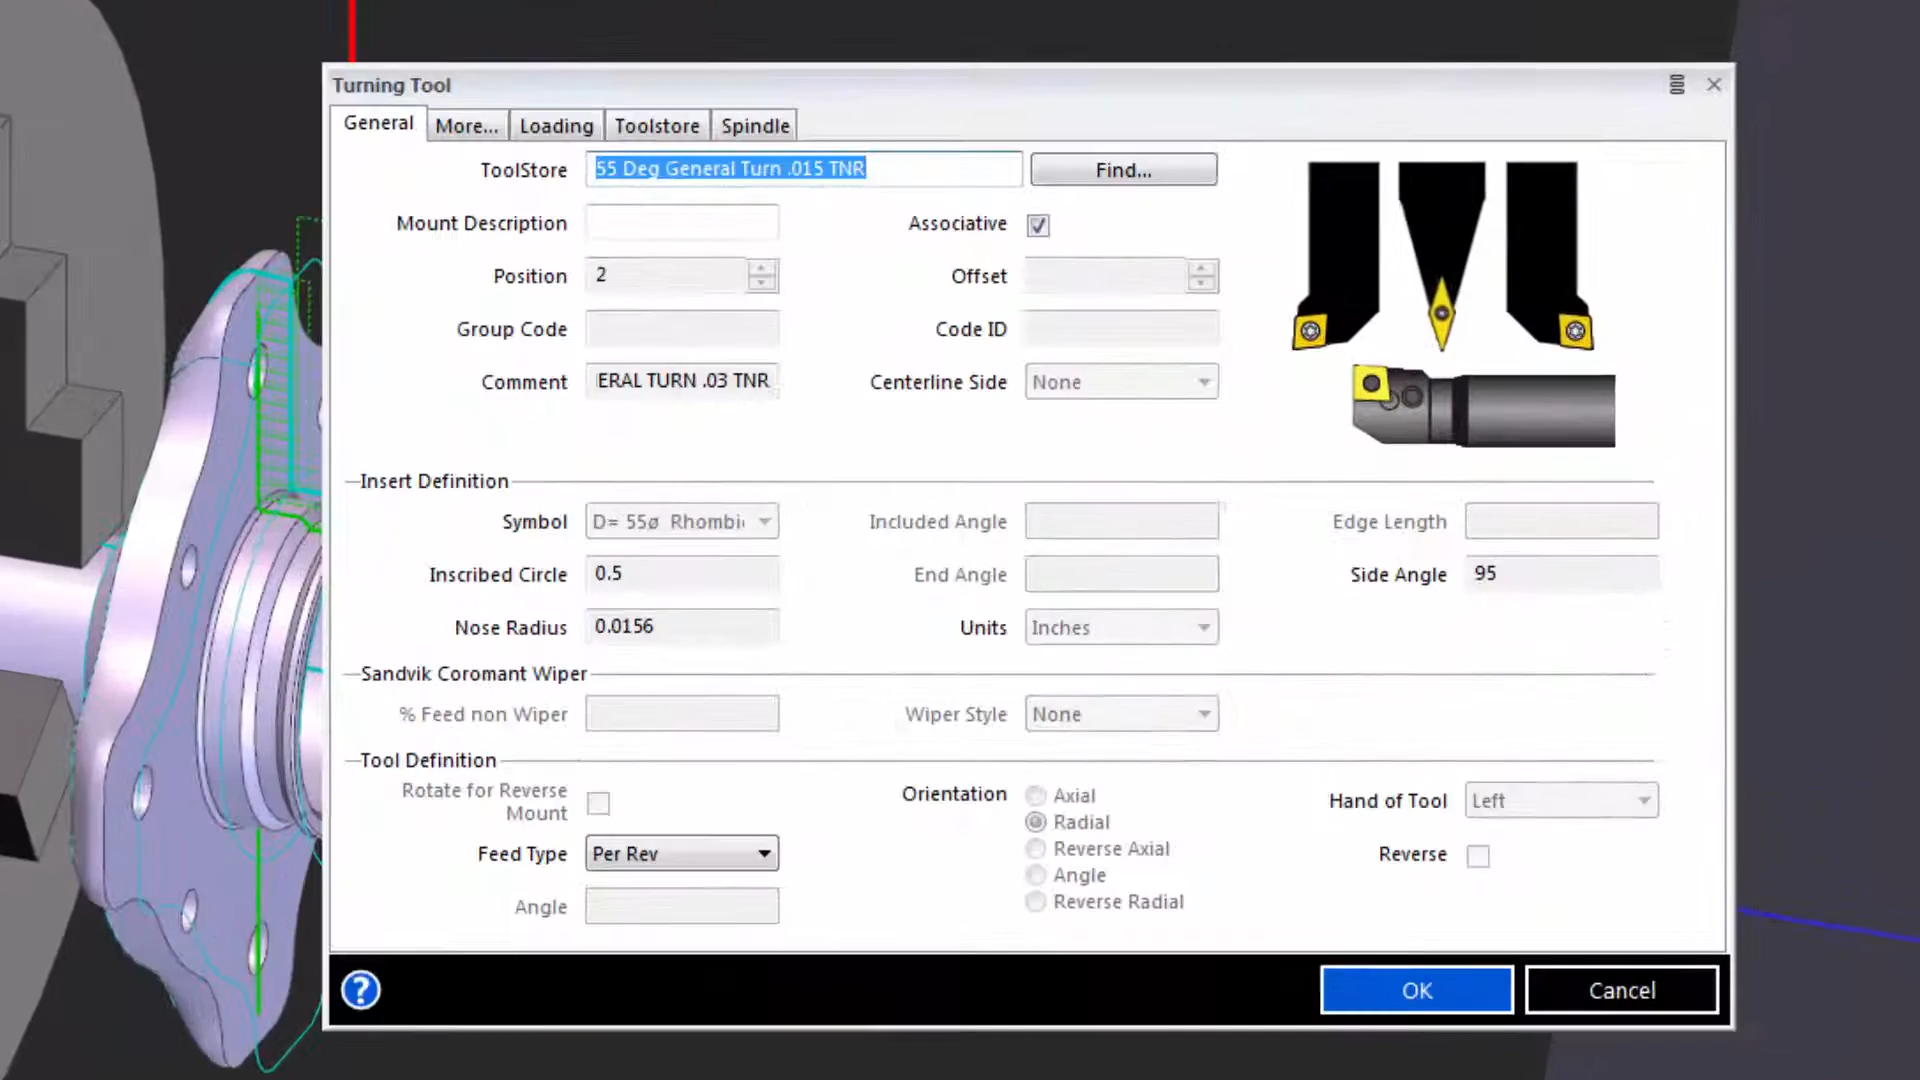 Turning Tool
General More... Loading Toolstore Spindle
ToolStore 55 Deg General Turn .015 TNR Find...
Mount Description Associative
Position 2 Offset
Group Code Code ID
Comment ERAL TURN .03 TNR Centerline Side None
Insert Definition
Symbol D= 55ø Rhombi Included Angle Edge Length
Inscribed Circle 0.5 End Angle Side Angle 95
Nose Radius 0.0156 Units Inches
Sandvik Coromant Wiper
% Feed non Wiper Wiper Style None
Tool Definition
Rotate for Reverse
Mount
Orientation Axial Hand of Tool Left
Radial
Feed Type Per Rev Reverse Axial Reverse
Angle
Angle Reverse Radial
? OK Cancel